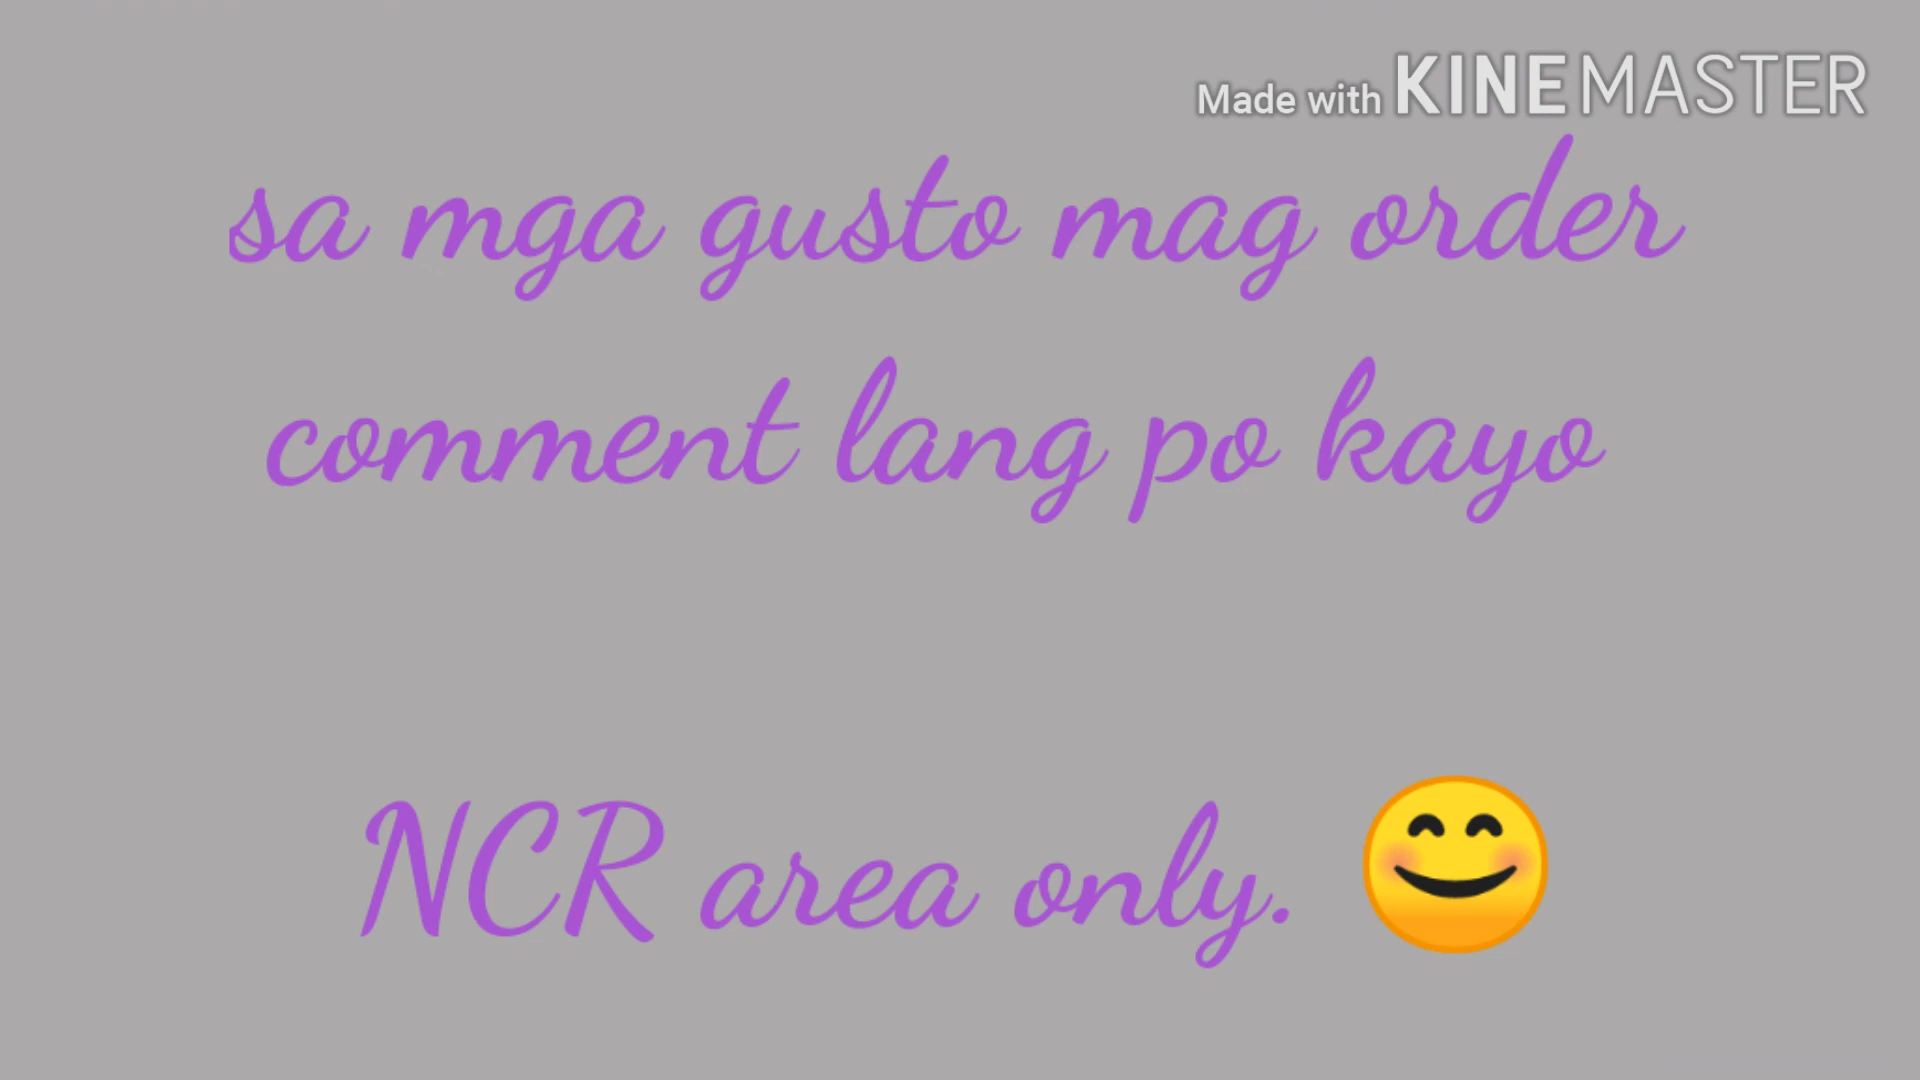 Made with KINEMASTER
sa mga gusto mag order
comment lang po kayo
NCR area only. 😊